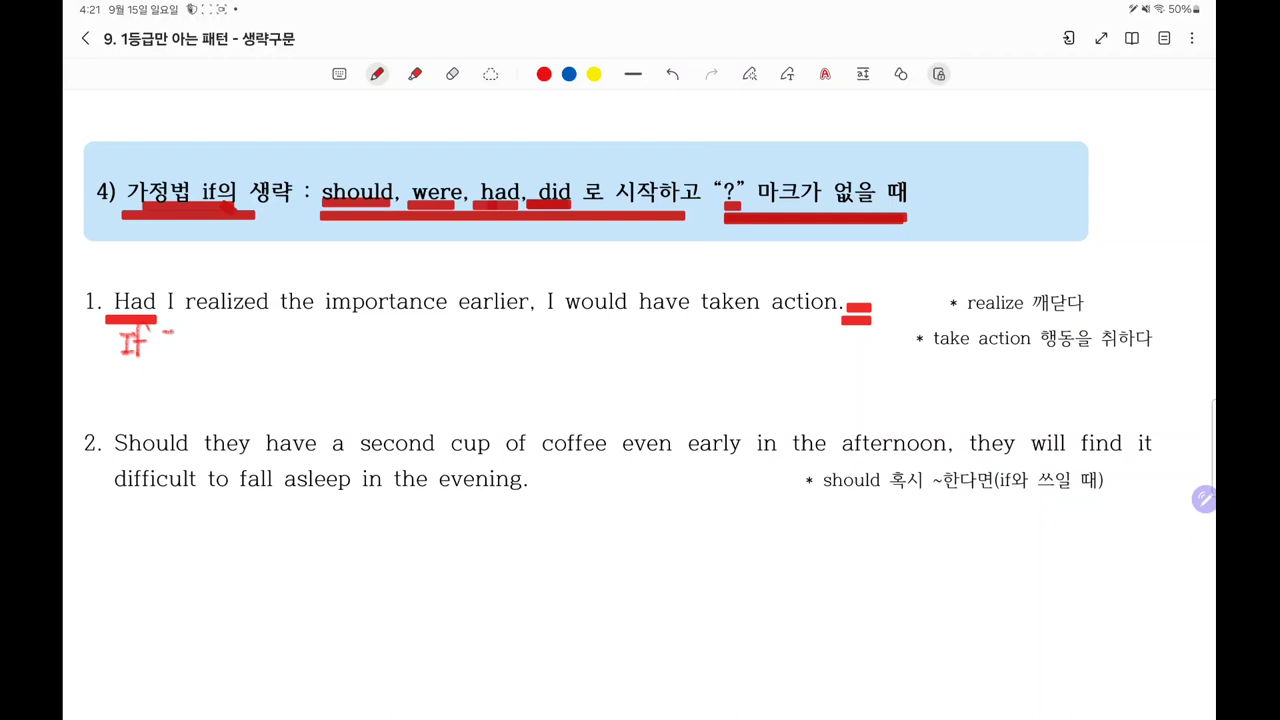 4:21 9월 15일 일요일 50%
9. 1등급만 아는 패턴 - 생략구문
4) 가정법 if의 생략 : should, were, had, did 로 시작하고 “?” 마크가 없을 때
1. Had I realized the importance earlier, I would have taken action. * realize 깨닫다
If
* take action 행동을 취하다
2. Should they have a second cup of coffee even early in the afternoon, they will find it
difficult to fall asleep in the evening. * should 혹시 ~한다면(if와 쓰일 때)